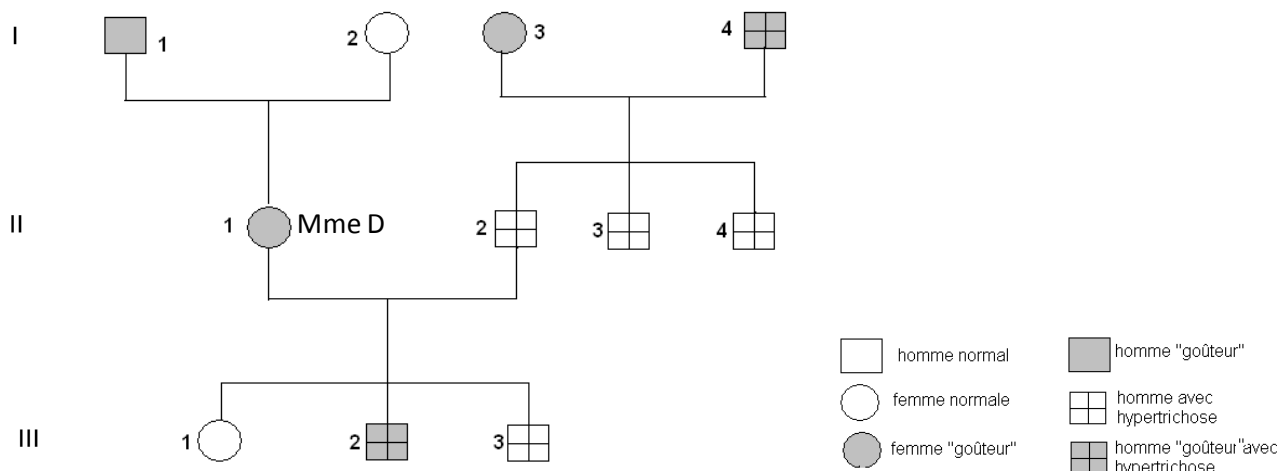 I
1
2
3
4
II
1
Mme D
2
3
4
III
1
2
3
homme normal
femme normale
femme "goûteur"
homme "goûteur"
homme avec
hypertrichose
homme "goûteur"avec
hypertrichose